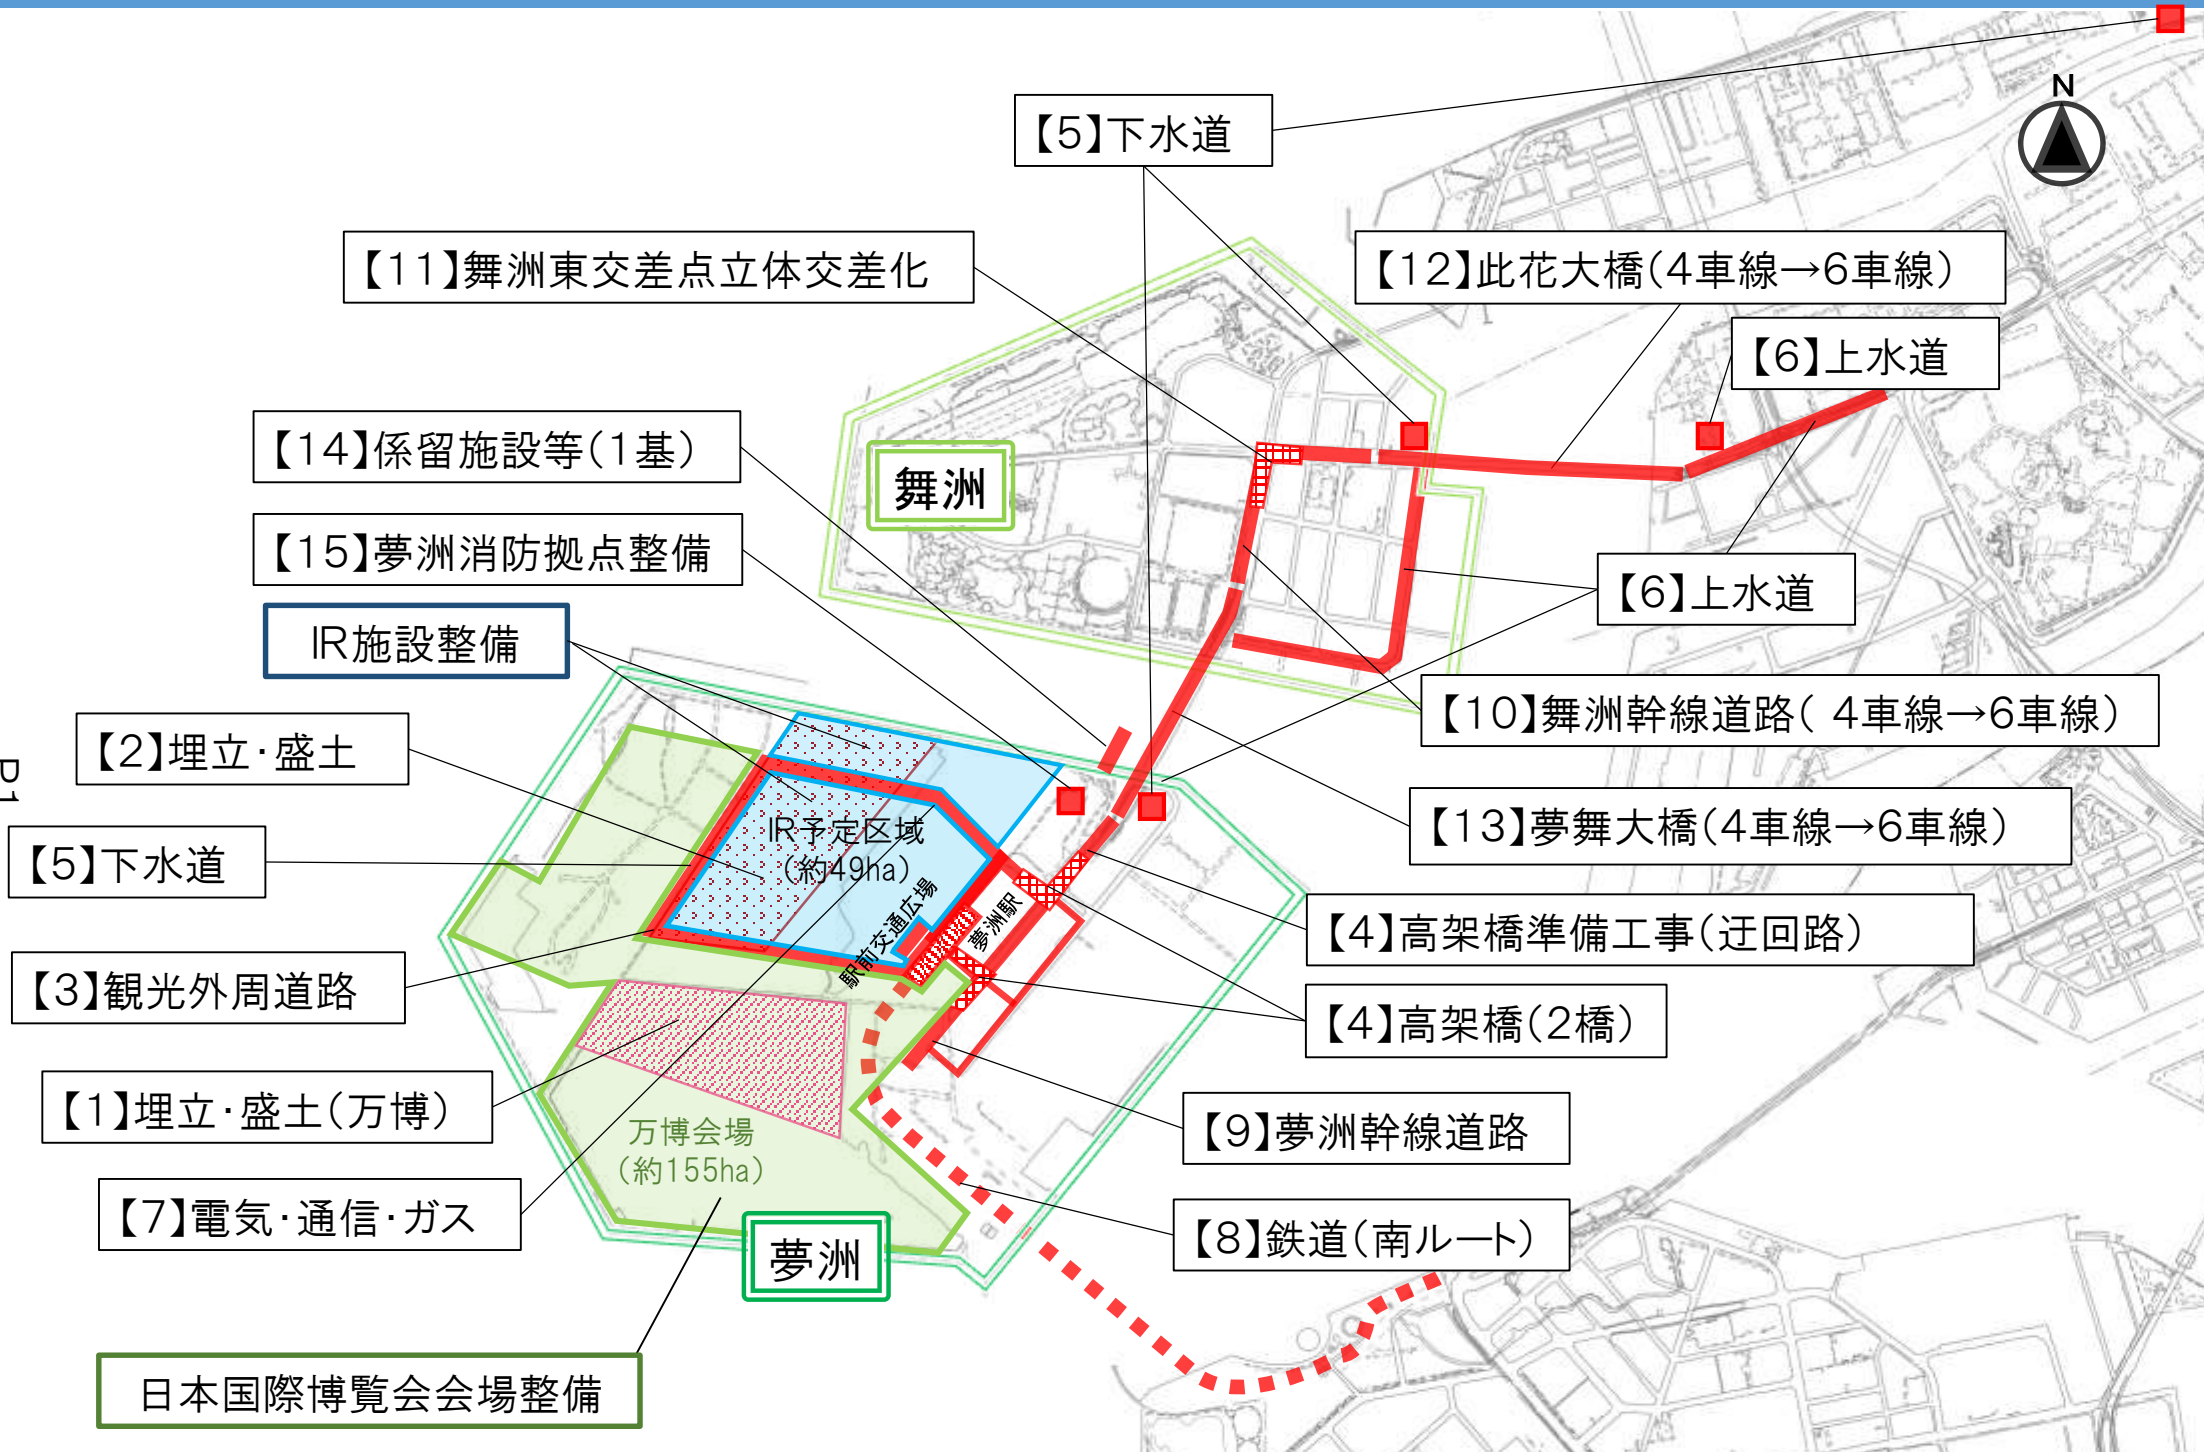 N
【5】下水道
【11】舞洲東交差点立体交差化
【12】此花大橋(4車線→6車線)
【6】上水道
【14】係留施設等(1基)
舞洲
【15】夢洲消防拠点整備
【6】上水道
IR施設整備
【10】舞洲幹線道路( 4車線→6車線)
【2】埋立・盛土
【13】夢舞大橋(4車線→6車線)
IR予定区域
(約49ha)
【5】下水道
駅前交通広場
夢洲駅
【4】高架橋準備工事(迂回路)
【3】観光外周道路
【4】高架橋(2橋)
【1】埋立・盛土(万博)
【9】夢洲幹線道路
万博会場
(約155ha)
【7】電気・通信・ガス
【8】鉄道(南ルート)
夢洲
日本国際博覧会会場整備